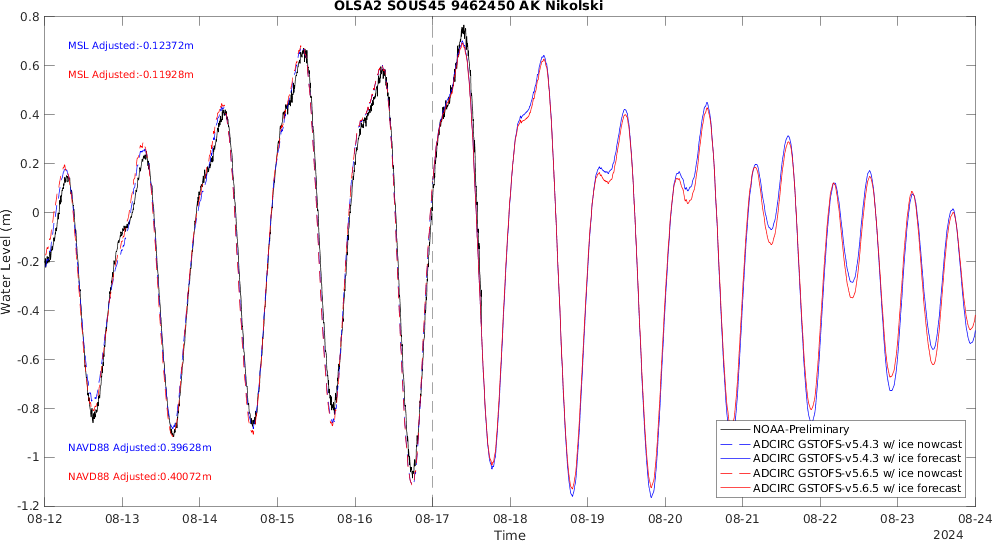 OLSA2 SOUS45 9462450 AK Nikolski
MSL Adjusted:-0.12372m
MSL Adjusted:-0.11928m
NAVD88 Adjusted:0.39628m
NAVD88 Adjusted:0.40072m
Water Level (m)
0.8
0.6
0.4
0.2
0
-0.2
-0.4
-0.6
-0.8
-1
-1.2
NOAA-Preliminary
ADCIRC GSTOFS-v5.4.3 w/ ice nowcast
ADCIRC GSTOFS-v5.4.3 w/ ice forecast
ADCIRC GSTOFS-v5.6.5 w/ ice nowcast
ADCIRC GSTOFS-v5.6.5 w/ ice forecast
08-12 08-13 08-14 08-15 08-16 08-17 08-18 08-19 08-20 08-21 08-22 08-23 08-24
Time
2024